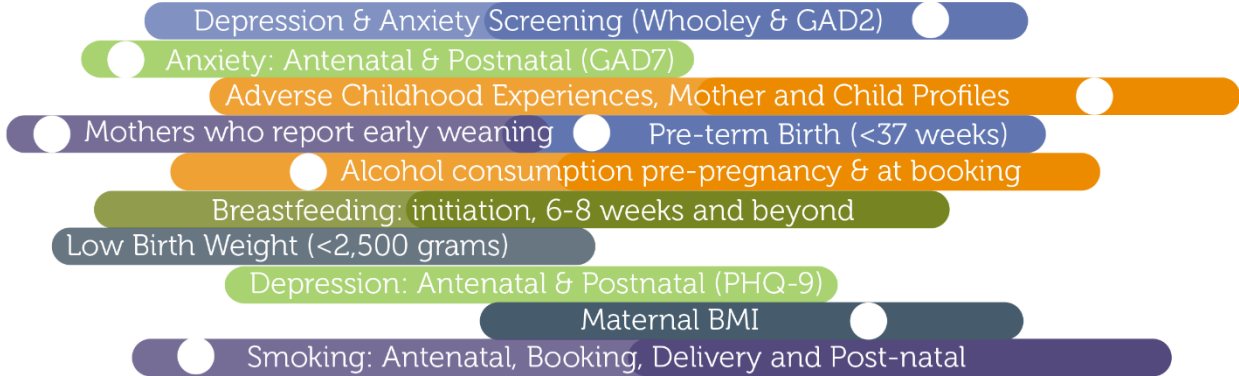 Depression & Anxiety Screening (Whooley & GAD2)
Anxiety: Antenatal & Postnatal (GAD7)
Adverse Childhood Experiences, Mother and Child Profiles
Mothers who report early weaning
Pre-term Birth (<37 weeks)
Alcohol consumption pre-pregnancy & at booking
Breastfeeding: initiation, 6-8 weeks and beyond
Low Birth Weight (<2,500 grams)
Depression: Antenatal & Postnatal (PHQ-9)
Maternal BMI
Smoking: Antenatal, Booking, Delivery and Post-natal